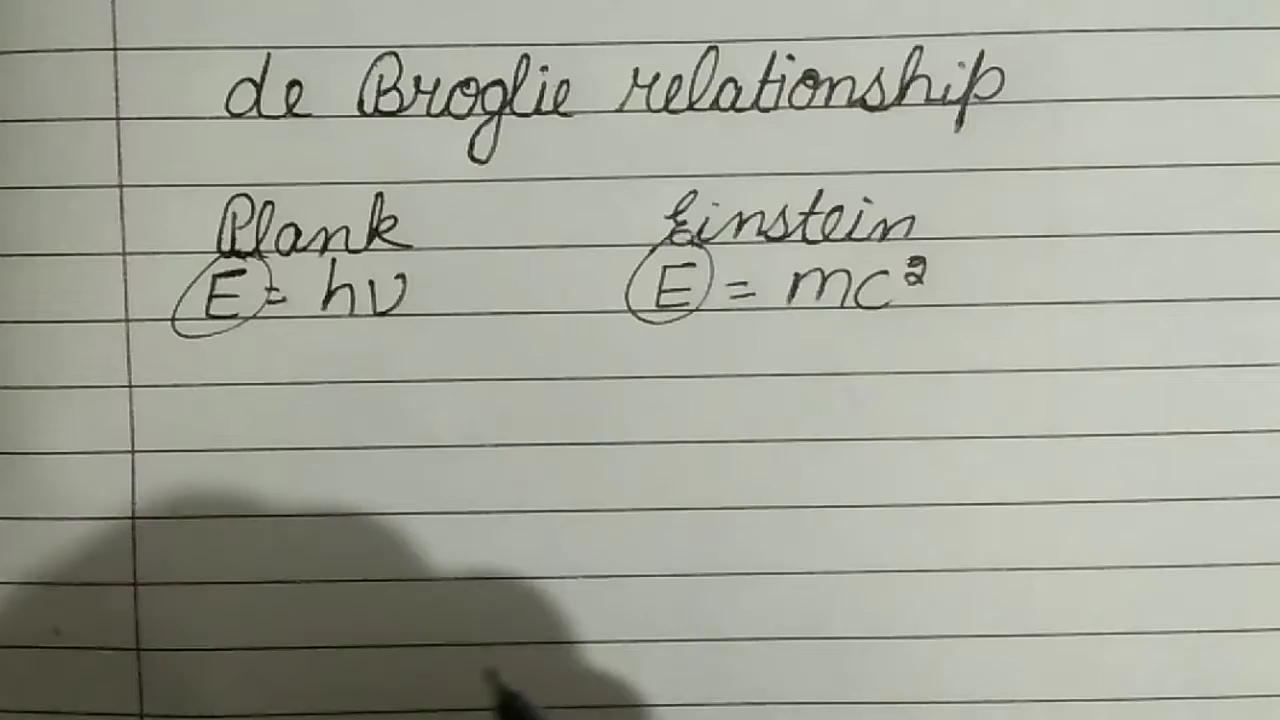 de Broglie relationship
Plank Einstein
E = hν E = mc²